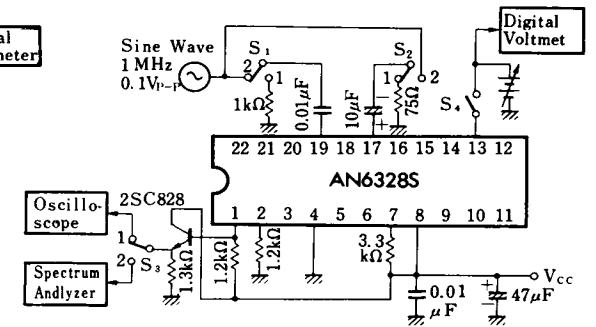 al
meter
Sine Wave
1 MHz
0.1VP-P
S1
2
1
1kΩ
0.01μF
10μF
−
+
S2
1
2
75Ω
S4
Digital
Voltmet
22 21 20 19 18 17 16 15 14 13 12
AN6328S
1 2 3 4 5 6 7 8 9 10 11
Oscillo-
scope
2SC828
1
2
S3
Spectrum
Andlyzer
1.3kΩ
1.2kΩ
1.2kΩ
3.3
kΩ
0.01
μF
+
−
47μF
VCC